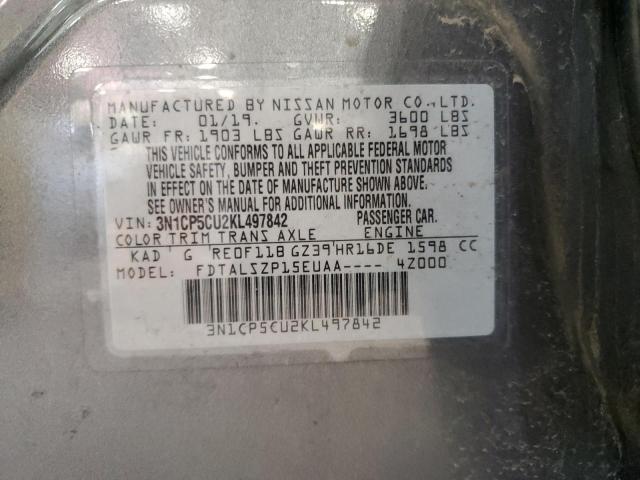 MANUFACTURED BY NISSAN MOTOR CO., LTD.
DATE: 01/19. GVWR: 3600 LBS
GAWR FR: 1903 LBS GAWR RR: 1698 LBS
THIS VEHICLE CONFORMS TO ALL APPLICABLE FEDERAL MOTOR
VEHICLE SAFETY, BUMPER AND THEFT PREVENTION STANDARDS
IN EFFECT ON THE DATE OF MANUFACTURE SHOWN ABOVE.
SEE OWNER'S MANUAL FOR ADDITIONAL INFORMATION.
VIN: 3N1CP5CU2KL497842 PASSENGER CAR.
COLOR TRIM TRANS AXLE ENGINE
KAD G RE0F11B GZ39 HR16DE 1598 CC
MODEL: FDTALSZP15EUAA---- 4Z000
3N1CP5CU2KL497842